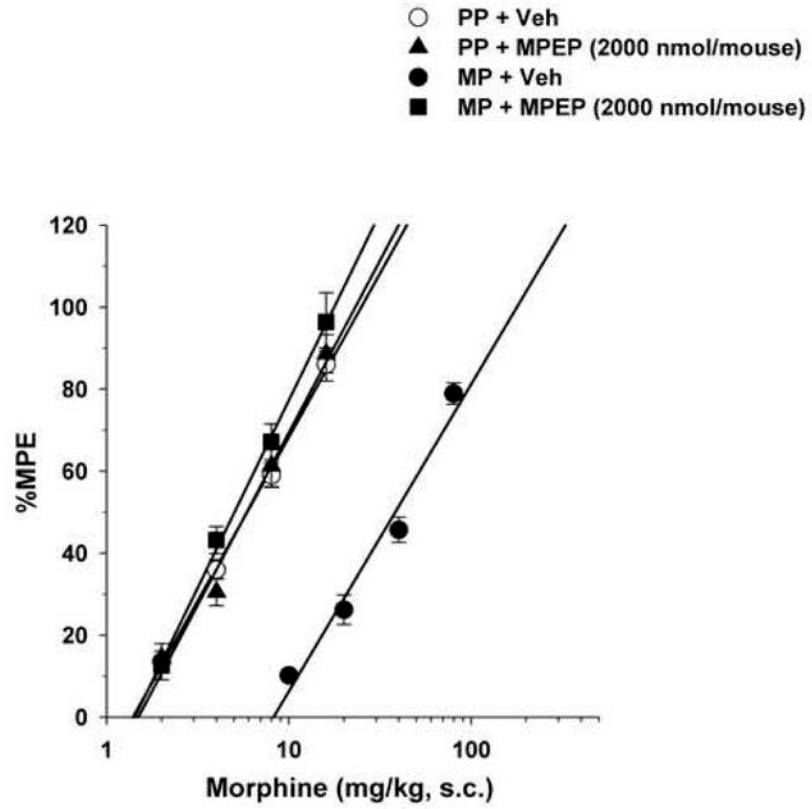 PP + Veh
PP + MPEP (2000 nmol/mouse)
MP + Veh
MP + MPEP (2000 nmol/mouse)
120
100
80
60
40
20
0
%MPE
1 10 100
Morphine (mg/kg, s.c.)